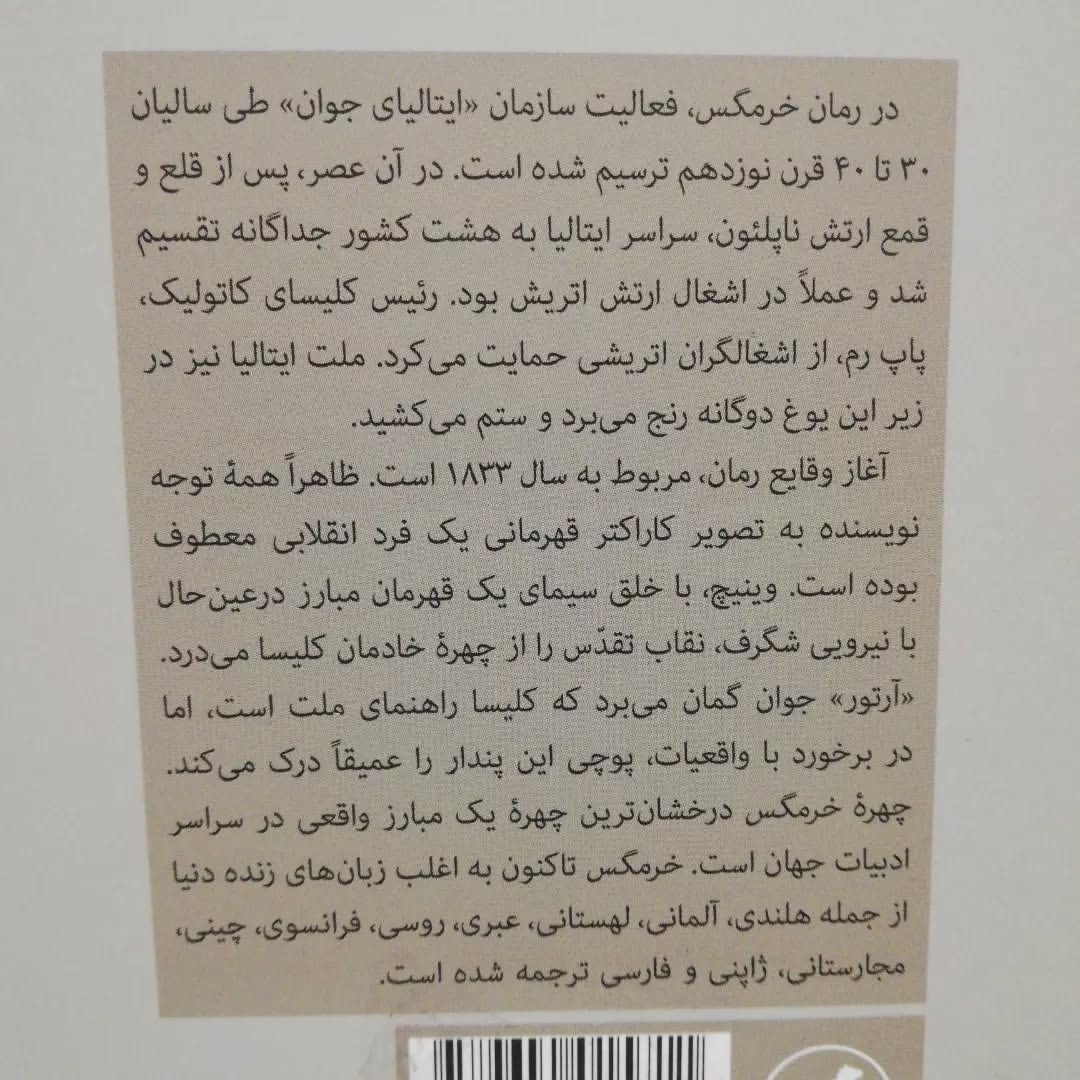 در رمان خرمگس، فعالیت سازمان «ایتالیای جوان» طی سالیان
۳۰ تا ۴۰ قرن نوزدهم ترسیم شده است. در آن عصر، پس از قلع و
قمع ارتش ناپلئون، سراسر ایتالیا به هشت کشور جداگانه تقسیم
شد و عملاً در اشغال ارتش اتریش بود. رئیس کلیسای کاتولیک،
پاپ رم، از اشغالگران اتریشی حمایت می‌کرد. ملت ایتالیا نیز در
زیر این یوغ دوگانه رنج می‌برد و ستم می‌کشید.
آغاز وقایع رمان، مربوط به سال ۱۸۳۳ است. ظاهراً همهٔ توجه
نویسنده به تصویر کاراکتر قهرمانی یک فرد انقلابی معطوف
بوده است. وینیچ، با خلق سیمای یک قهرمان مبارز درعین‌حال
با نیرویی شگرف، نقاب تقدّس را از چهرهٔ خادمان کلیسا می‌درد.
«آرتور» جوان گمان می‌برد که کلیسا راهنمای ملت است، اما
در برخورد با واقعیات، پوچی این پندار را عمیقاً درک می‌کند.
چهرهٔ خرمگس درخشان‌ترین چهرهٔ یک مبارز واقعی در سراسر
ادبیات جهان است. خرمگس تاکنون به اغلب زبان‌های زنده دنیا
از جمله هلندی، آلمانی، لهستانی، عبری، روسی، فرانسوی، چینی،
مجارستانی، ژاپنی و فارسی ترجمه شده است.